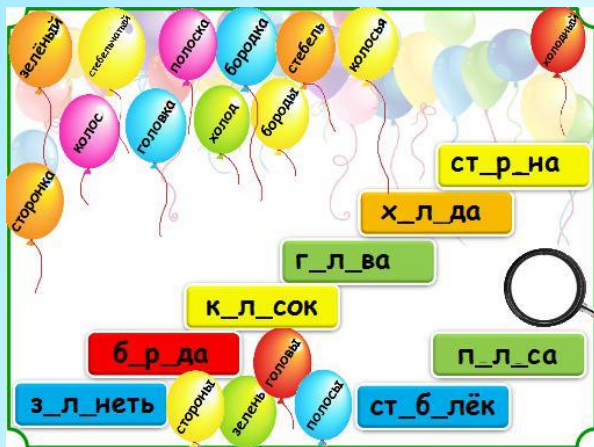 зелёный
стебельчатый
полоска
бородка
стебель
колосья
холодный
колос
головка
холод
бороды
сторонка
ст_р_на
х_л_да
г_л_ва
к_л_сок
б_р_да
п_л_са
з_л_неть
ст_б_лёк
стороны
зелень
головы
полосы